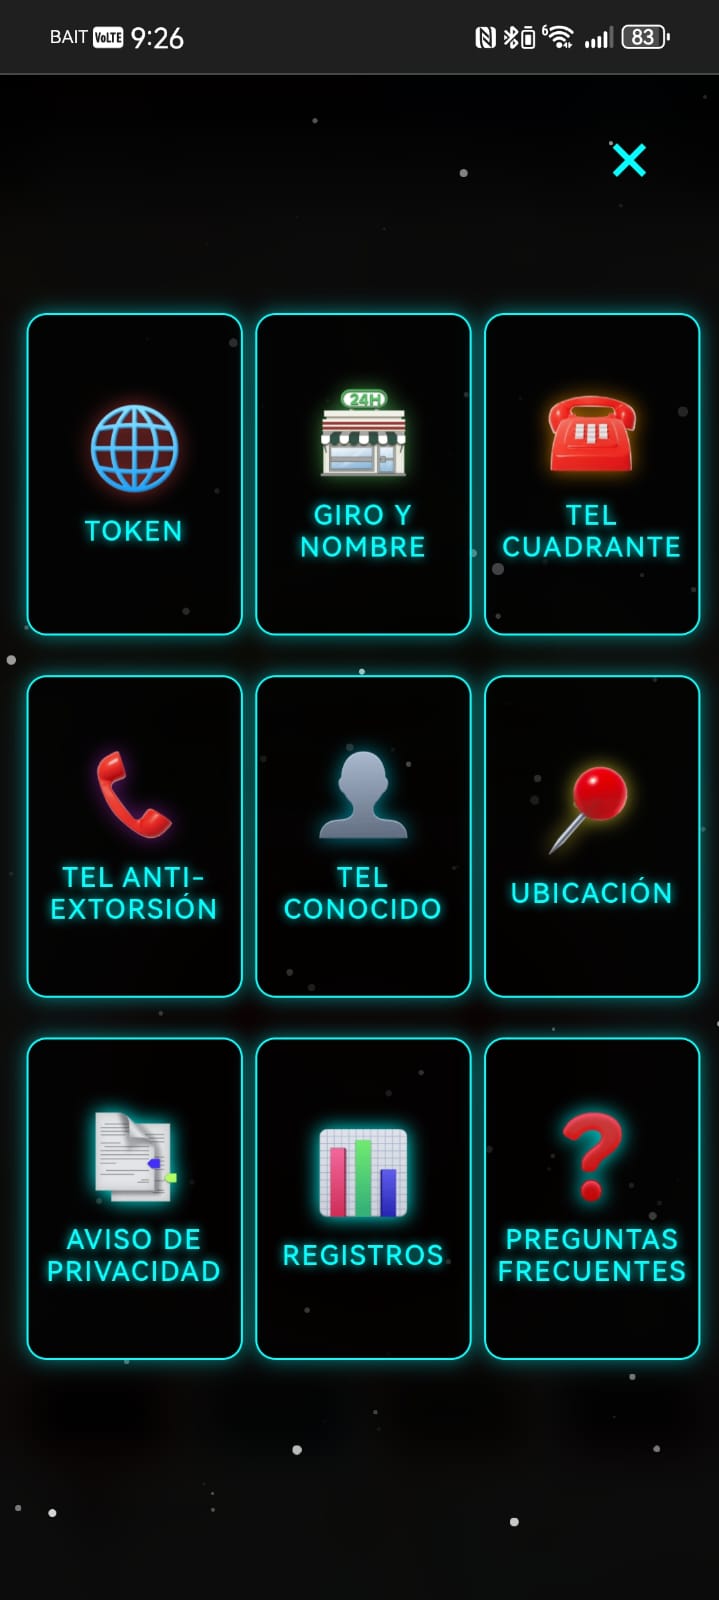 BAIT VoLTE 9:26 6 83
24H
TOKEN
GIRO Y
NOMBRE
TEL
CUADRANTE
TEL ANTI-
EXTORSIÓN
TEL
CONOCIDO
UBICACIÓN
AVISO DE
PRIVACIDAD
REGISTROS
PREGUNTAS
FRECUENTES